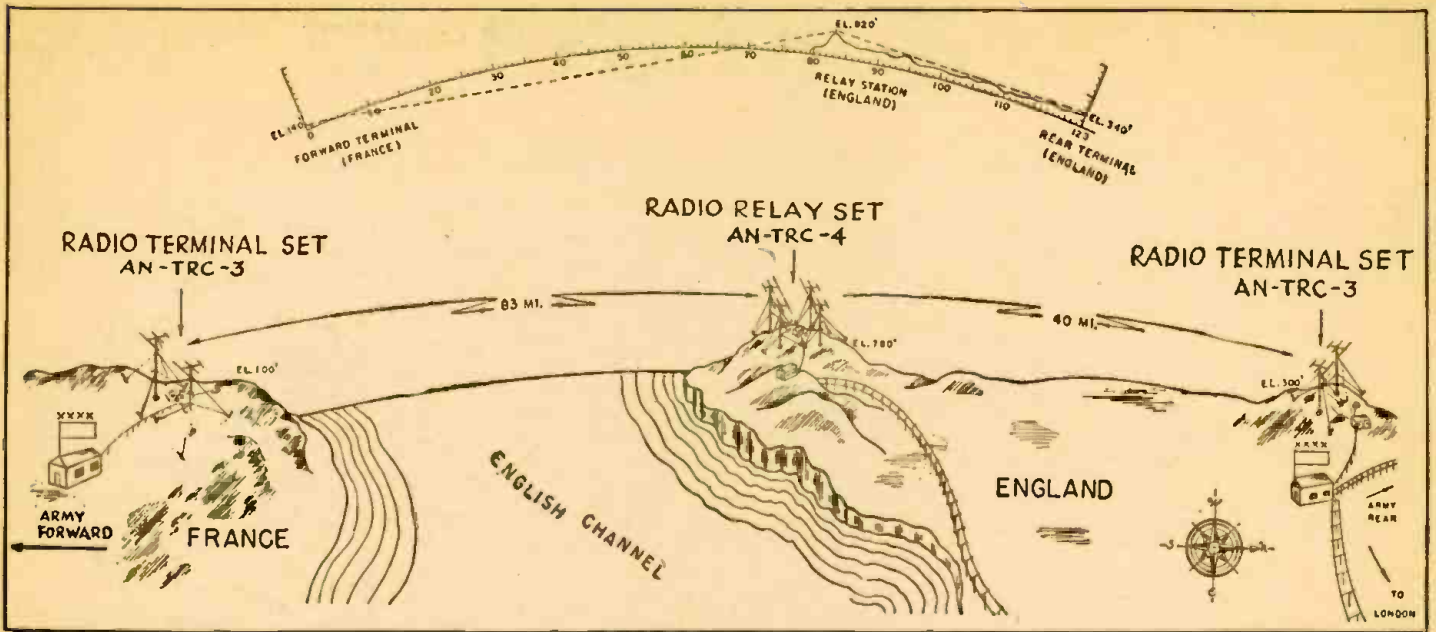 EL. 820'
0
10
20
30
40
50
60
70
80
90
100
110
123
EL. 140'
FORWARD TERMINAL
(FRANCE)
RELAY STATION
(ENGLAND)
EL. 340'
REAR TERMINAL
(ENGLAND)
RADIO TERMINAL SET
AN-TRC-3
RADIO RELAY SET
AN-TRC-4
RADIO TERMINAL SET
AN-TRC-3
83 MI.
40 MI.
EL. 100'
EL. 780'
EL. 300'
XXXX
XXXX
ARMY
FORWARD
FRANCE
ENGLISH CHANNEL
ENGLAND
S
ARMY
REAR
TO
LONDON